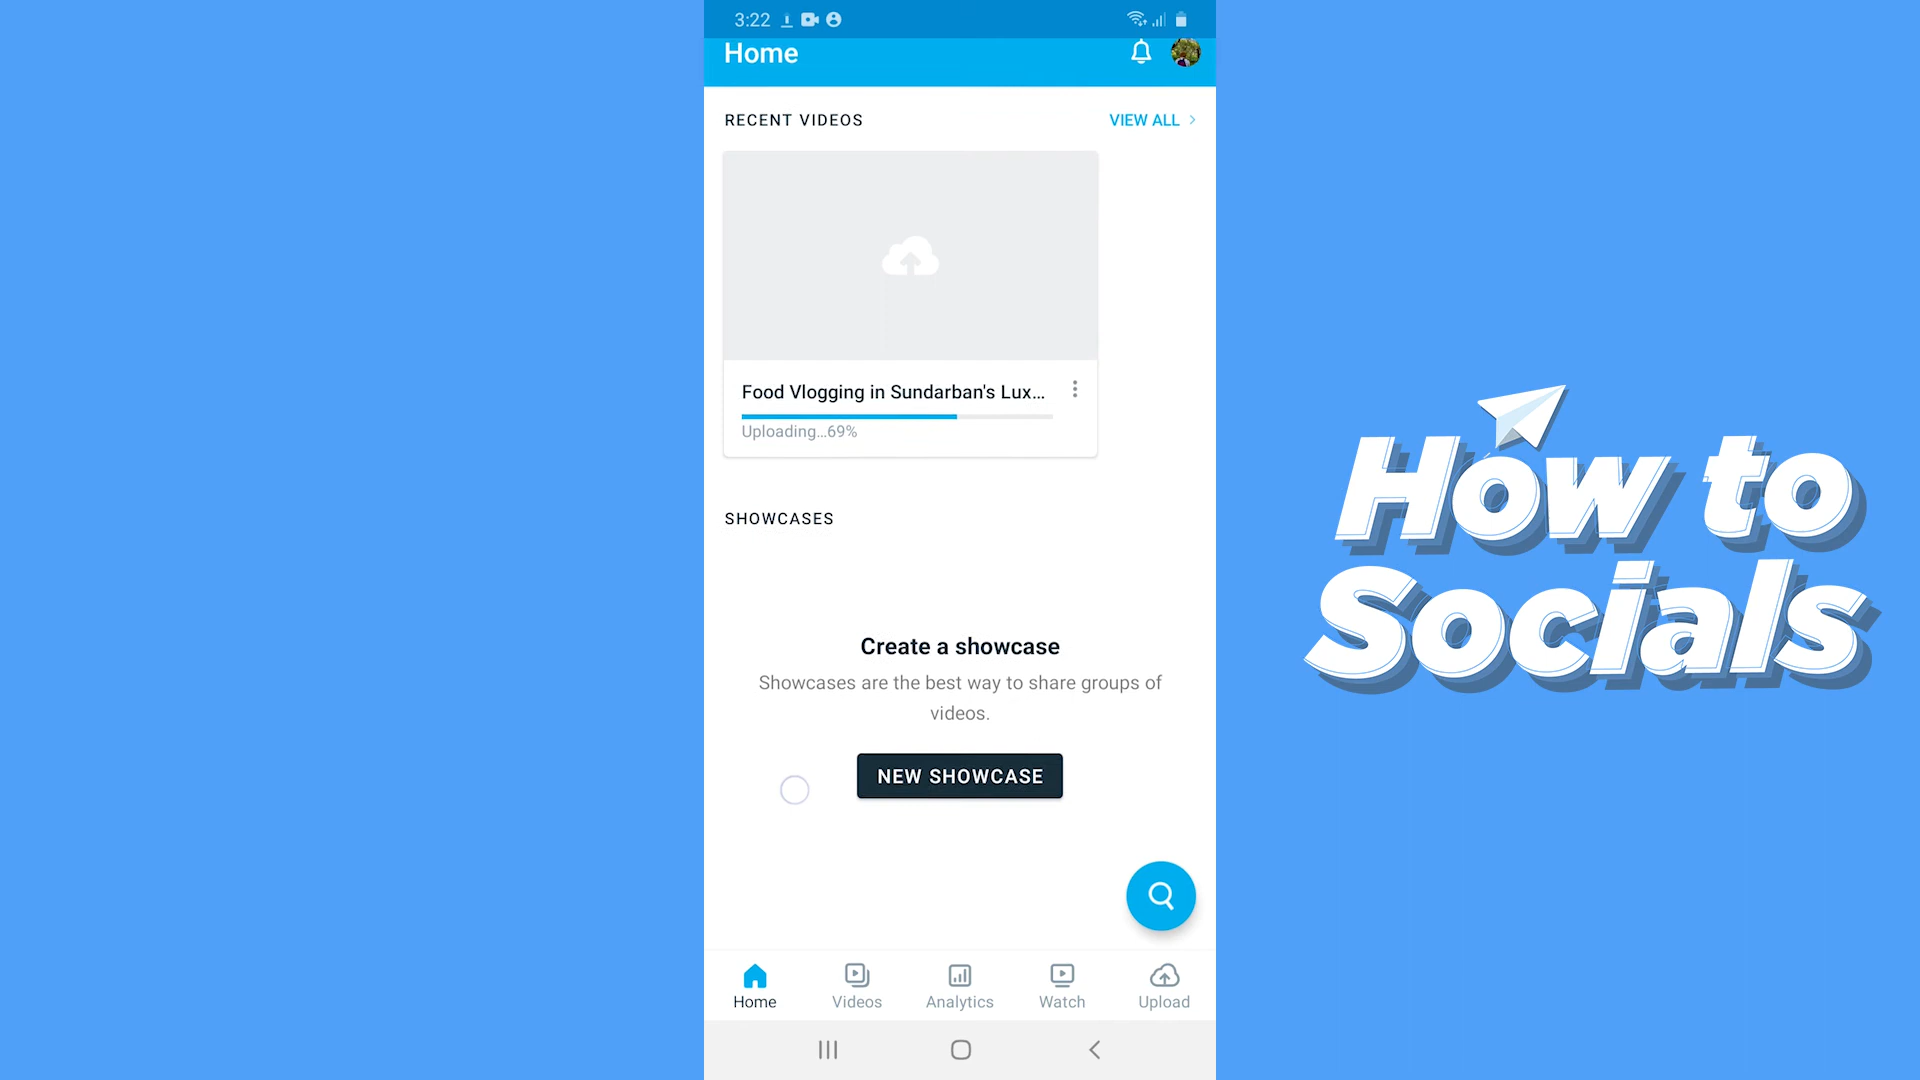 3:22
Home
RECENT VIDEOS
VIEW ALL
Food Vlogging in Sundarban's Lux...
Uploading...69%
SHOWCASES
Create a showcase
Showcases are the best way to share groups of
videos.
NEW SHOWCASE
Home
Videos
Analytics
Watch
Upload
How to
Socials